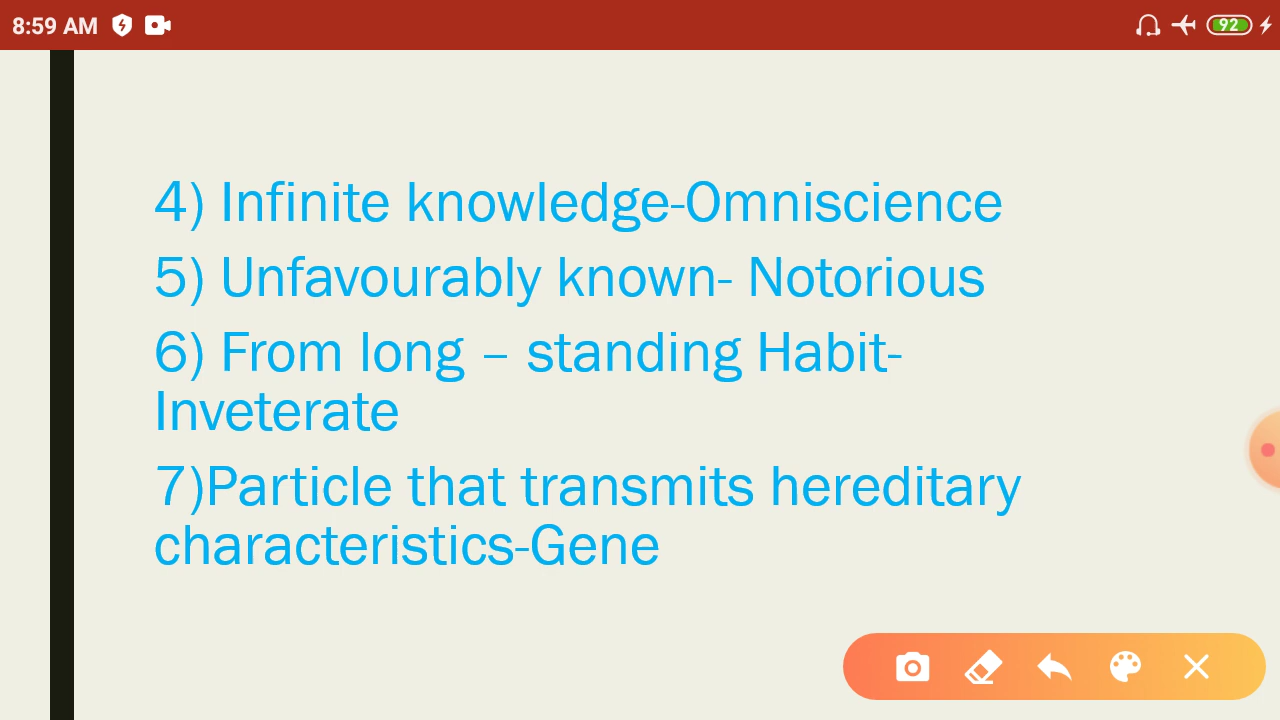 8:59 AM
92
4) Infinite knowledge-Omniscience
5) Unfavourably known- Notorious
6) From long – standing Habit-
Inveterate
7)Particle that transmits hereditary
characteristics-Gene